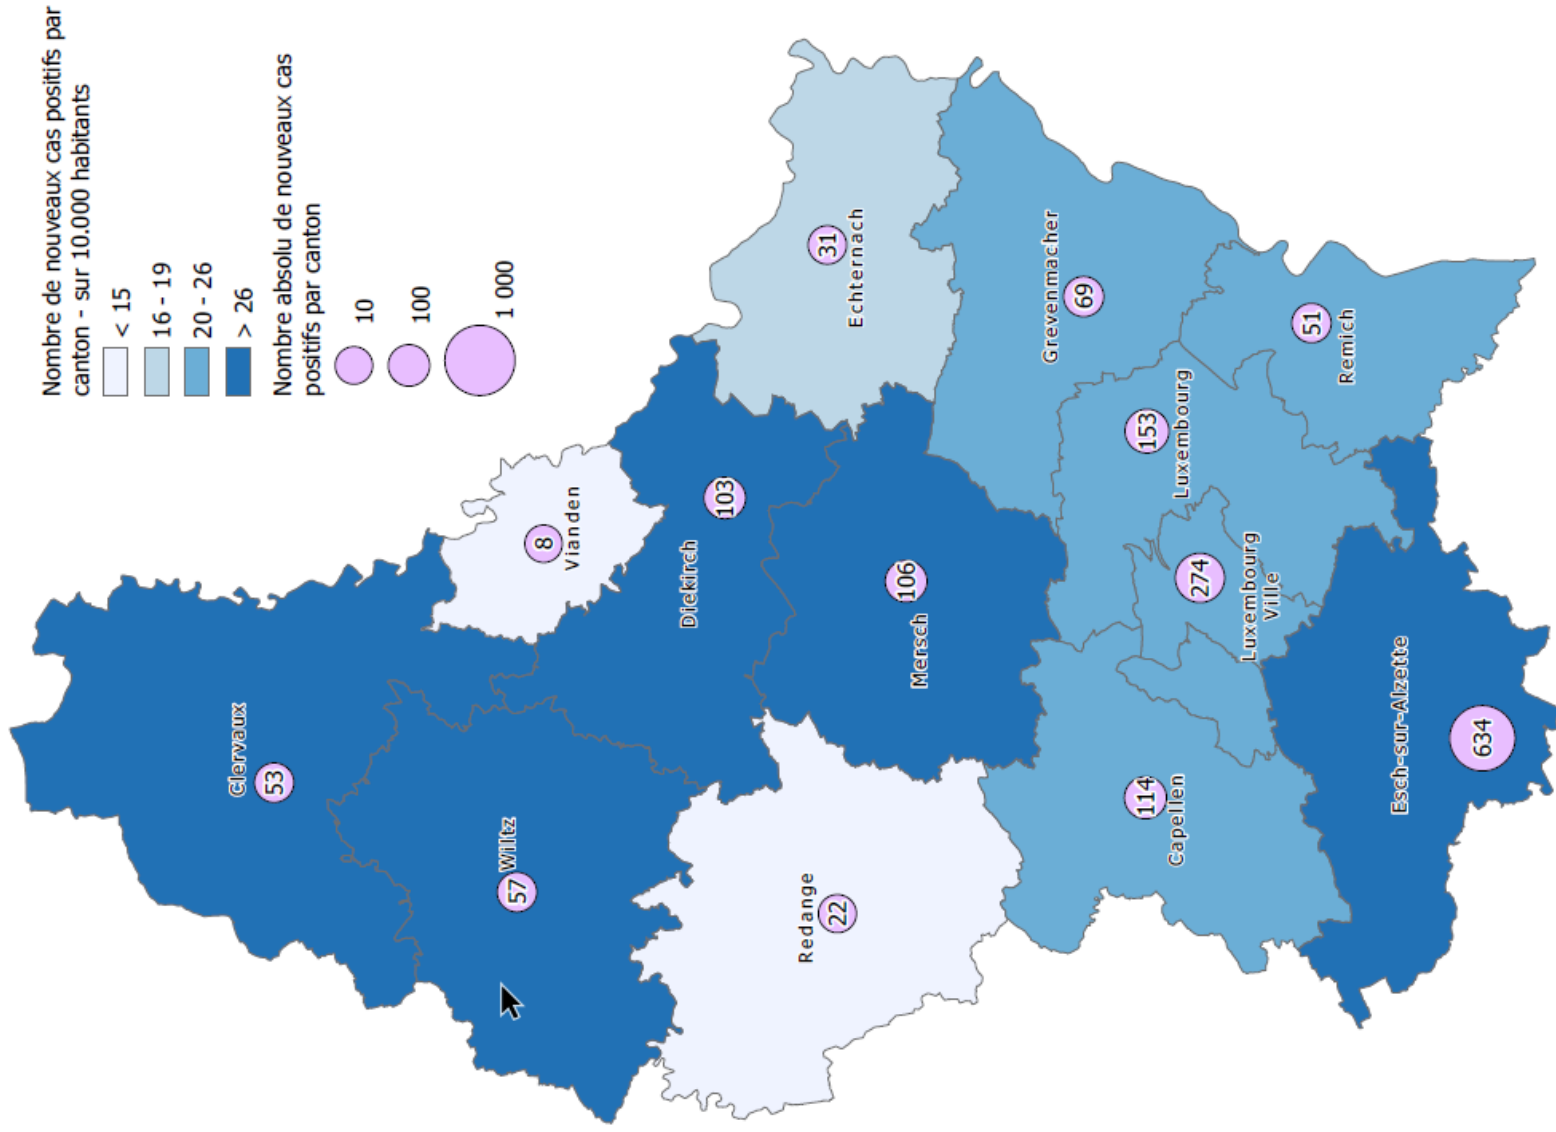 Nombre de nouveaux cas positifs par
canton - sur 10.000 habitants
< 15
16 - 19
20 - 26
> 26
Nombre absolu de nouveaux cas
positifs par canton
10
100
1 000
Clervaux
53
57 Wiltz
8
Vianden
Diekirch
103
31
Echternach
Redange
22
106
Mersch
Grevenmacher
69
114
Capellen
153
Luxembourg
274
Luxembourg
Ville
51
Remich
Esch-sur-Alzette
634